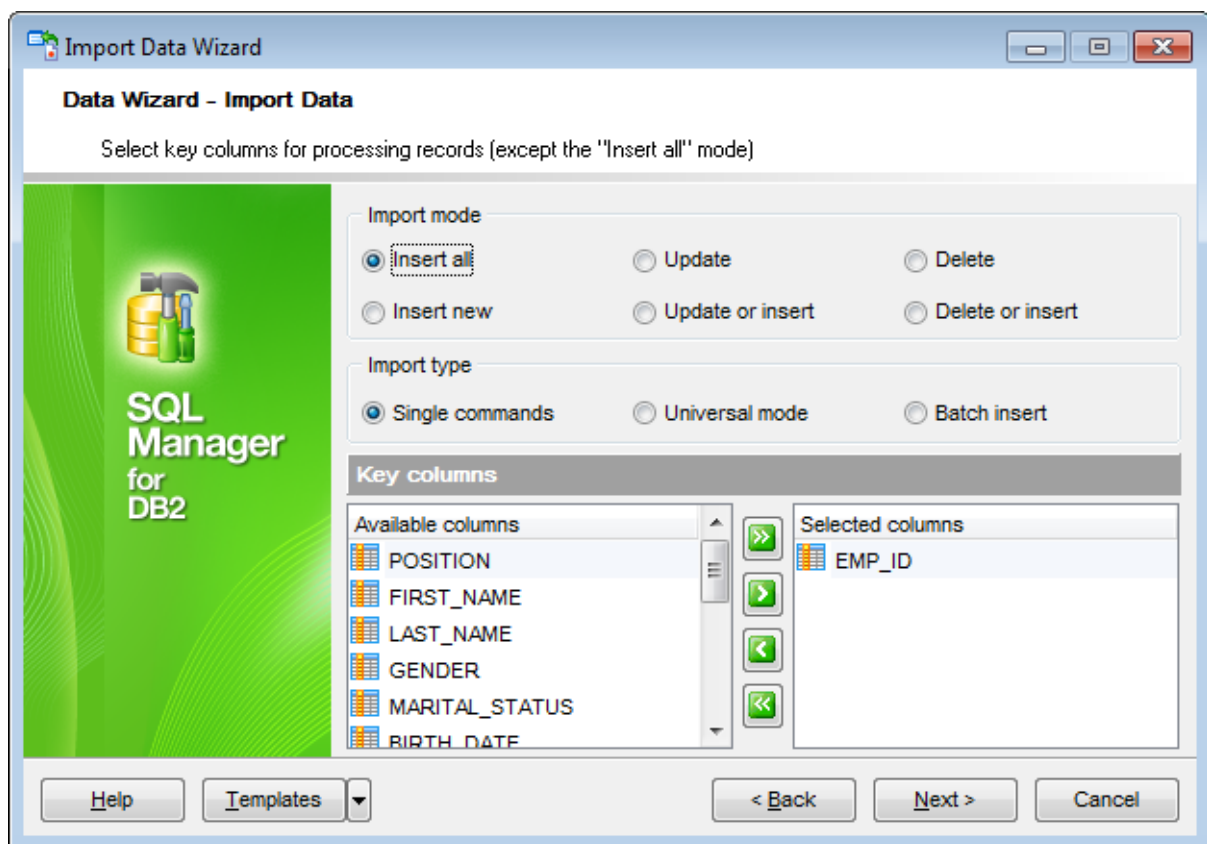 Import Data Wizard
Data Wizard - Import Data
Select key columns for processing records (except the "Insert all" mode)
SQL
Manager
for
DB2
Import mode
Insert all Update Delete
Insert new Update or insert Delete or insert
Import type
Single commands Universal mode Batch insert
Key columns
Available columns
POSITION
FIRST_NAME
LAST_NAME
GENDER
MARITAL_STATUS
BIRTH_DATE
Selected columns
EMP_ID
Help Templates < Back Next > Cancel